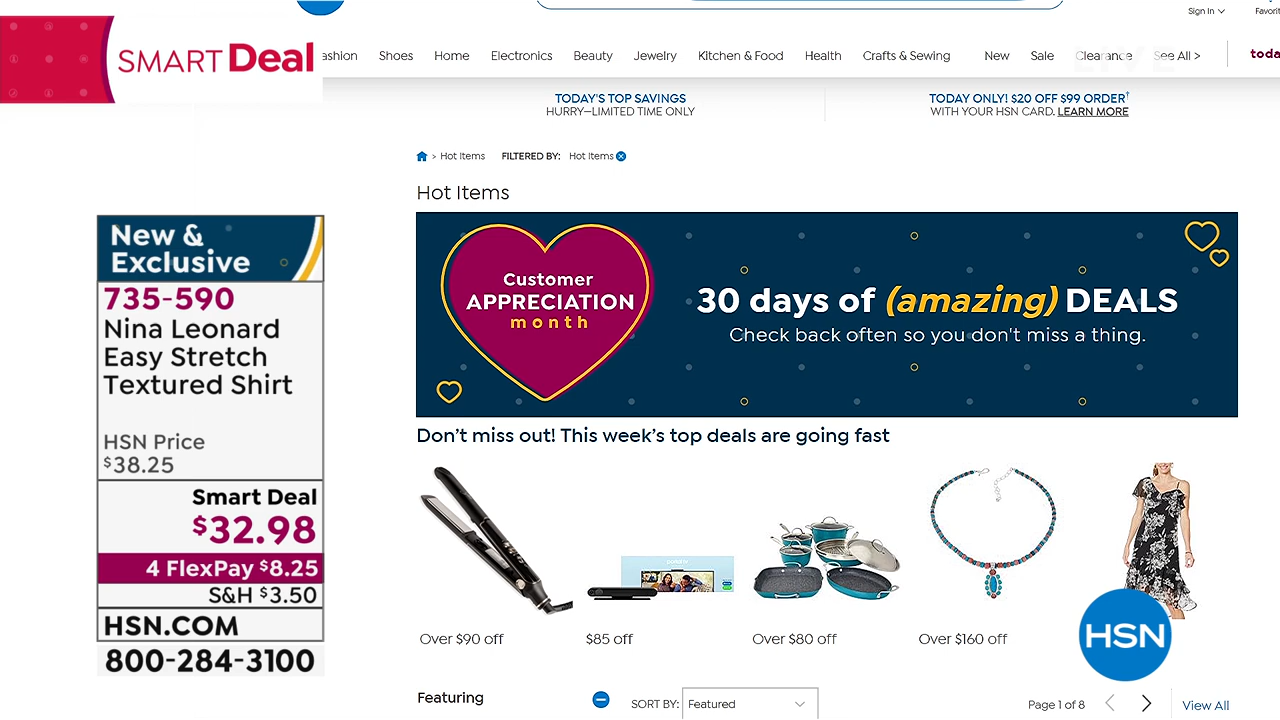 SMART Deal
Sign In
Favorit
ashion Shoes Home Electronics Beauty Jewelry Kitchen & Food Health Crafts & Sewing New Sale Clearance See All >
toda
TODAY'S TOP SAVINGS
HURRY—LIMITED TIME ONLY
TODAY ONLY! $20 OFF $99 ORDER†
WITH YOUR HSN CARD. LEARN MORE
> Hot Items FILTERED BY: Hot Items
Hot Items
Customer
APPRECIATION
month
30 days of (amazing) DEALS
Check back often so you don't miss a thing.
New &
Exclusive
735-590
Nina Leonard
Easy Stretch
Textured Shirt
HSN Price
$38.25
Smart Deal
$32.98
4 FlexPay $8.25
S&H $3.50
HSN.COM
800-284-3100
Don't miss out! This week's top deals are going fast
Over $90 off
$85 off
Over $80 off
Over $160 off
HSN
Featuring
SORT BY: Featured
Page 1 of 8
View All